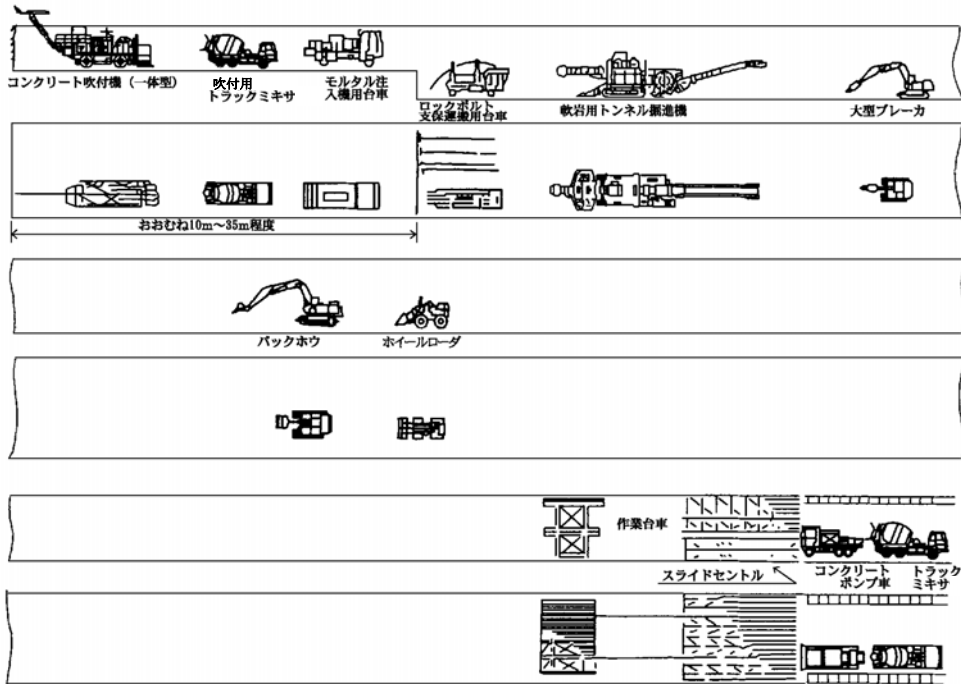 コンクリート吹付機（一体型）
吹付用
トラックミキサ
モルタル注
入機用台車
ロックボルト
支保運搬用台車
軟岩用トンネル掘進機
大型ブレーカ
おおむね10m～35m程度
バックホウ
ホイールローダ
作業台車
スライドセントル
コンクリート
ポンプ車
トラック
ミキサ